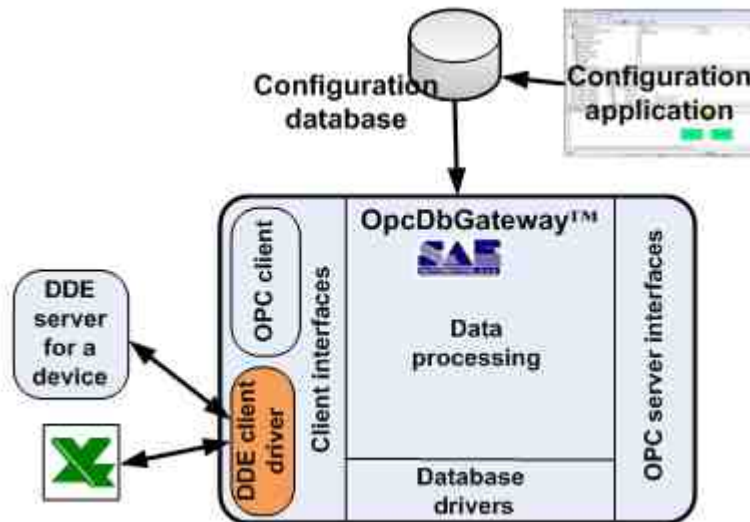 Configuration
database
Configuration
application
OpcDbGateway™
SAE
OPC client
Client interfaces
Data
processing
OPC server interfaces
DDE
server
for a
device
DDE client
driver
Database
drivers